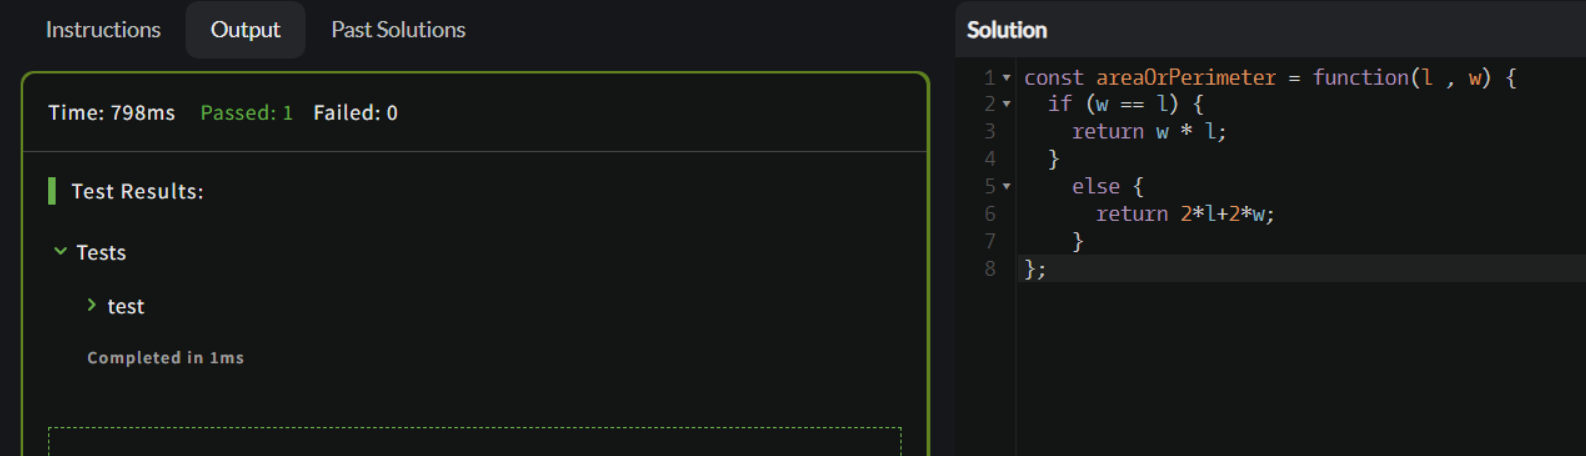 Instructions Output Past Solutions
Time: 798ms Passed: 1 Failed: 0
Test Results:
Tests
test
Completed in 1ms
Solution
1 const areaOrPerimeter = function(l , w) {
2   if (w == l) {
3     return w * l;
4   }
5     else {
6       return 2*l+2*w;
7     }
8 };